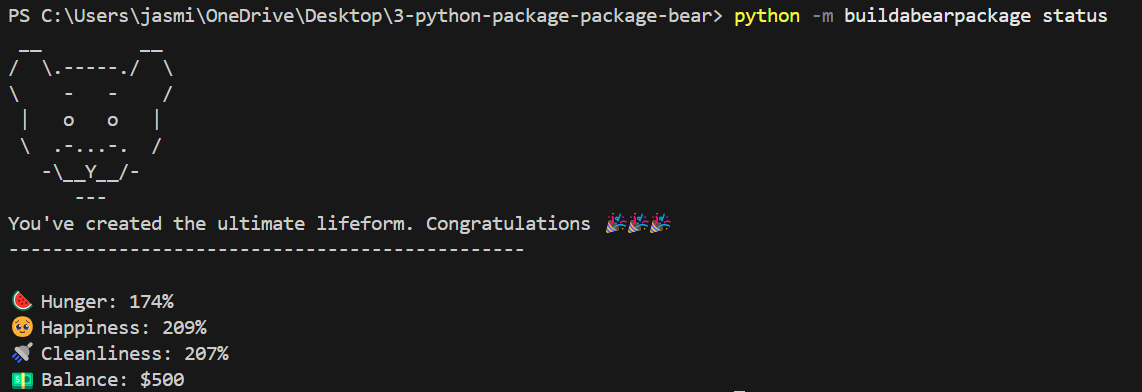 PS C:\Users\jasmi\OneDrive\Desktop\3-python-package-package-bear> python -m buildabearpackage status
 __         __
/  \.-----./  \
\    -   -    /
 |   o   o   |
 \  .-...-.  /
   -\__Y__/-
      ---
You've created the ultimate lifeform. Congratulations 🎉🎉🎉
-----------------------------------------------
🍉 Hunger: 174%
🥺 Happiness: 209%
🚿 Cleanliness: 207%
💵 Balance: $500